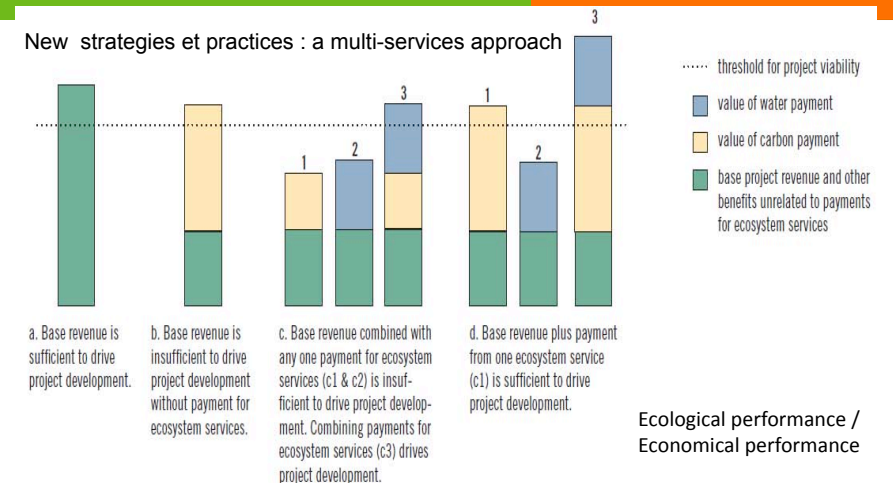 New strategies et practices : a multi-services approach
3
threshold for project viability
value of water payment
value of carbon payment
base project revenue and other
benefits unrelated to payments
for ecosystem services
1
2
3
1
2
a. Base revenue is
sufficient to drive
project development.
b. Base revenue is
insufficient to drive
project development
without payment for
ecosystem services.
c. Base revenue combined with
any one payment for ecosystem
services (c1 & c2) is insuf-
ficient to drive project develop-
ment. Combining payments for
ecosystem services (c3) drives
project development.
d. Base revenue plus payment
from one ecosystem service
(c1) is sufficient to drive
project development.
Ecological performance /
Economical performance